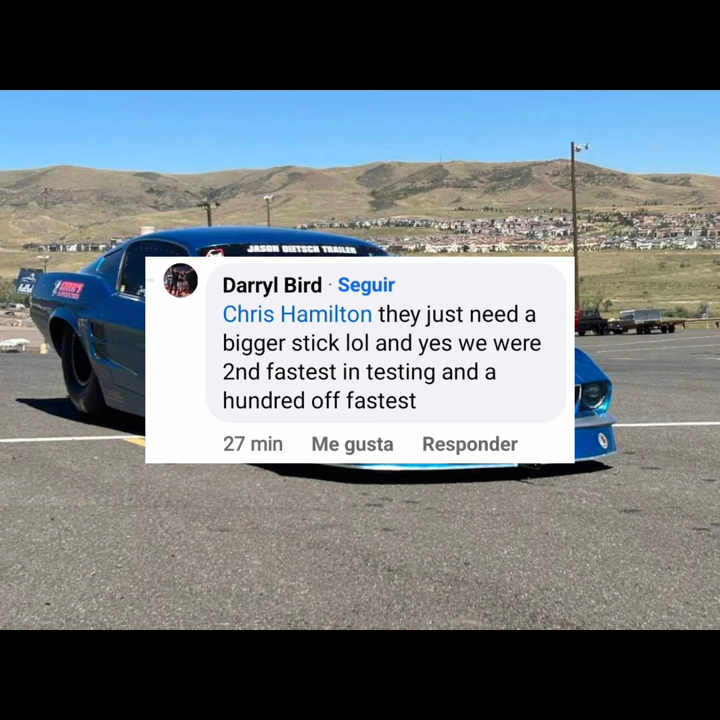 JASON DIETSCH TRAILER
Darryl Bird · Seguir
Chris Hamilton they just need a
bigger stick lol and yes we were
2nd fastest in testing and a
hundred off fastest
27 min Me gusta Responder